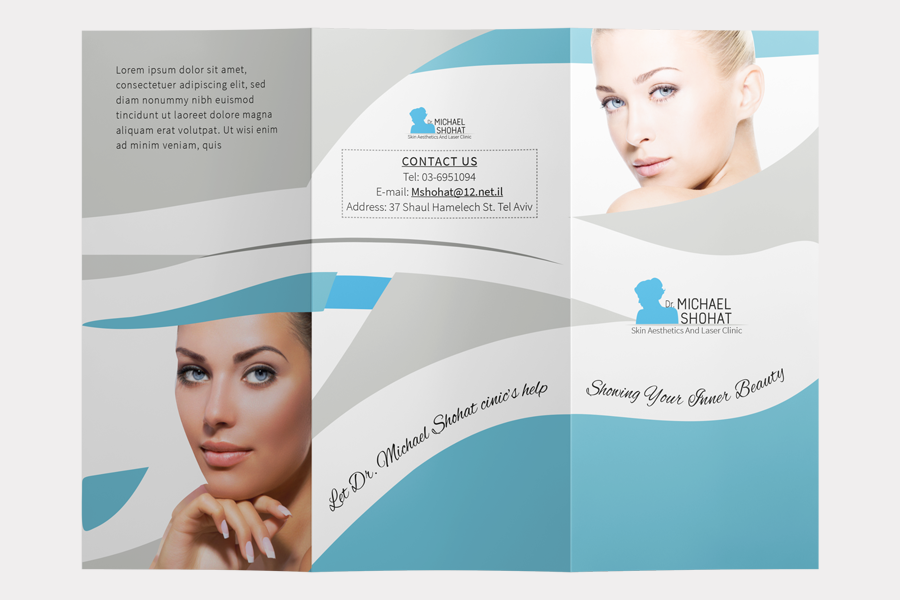 Lorem ipsum dolor sit amet,
consectetuer adipiscing elit, sed
diam nonummy nibh euismod
tincidunt ut laoreet dolore magna
aliquam erat volutpat. Ut wisi enim
ad minim veniam, quis
Dr. MICHAEL
SHOHAT
Skin Aesthetics And Laser Clinic
CONTACT US
Tel: 03-6951094
E-mail: Mshohat@12.net.il
Address: 37 Shaul Hamelech St. Tel Aviv
Let Dr. Michael Shohat cinic's help
Dr. MICHAEL
SHOHAT
Skin Aesthetics And Laser Clinic
Showing Your Inner Beauty